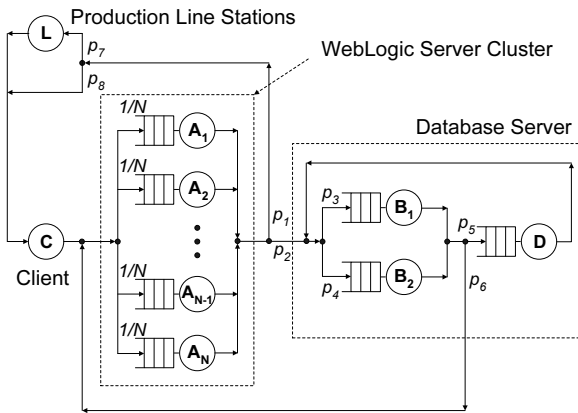 Production Line Stations
L
p7
p8
WebLogic Server Cluster
1/N
A1
1/N
A2
1/N
AN-1
1/N
AN
C
Client
p1
p2
Database Server
p3
B1
p4
B2
p5
p6
D